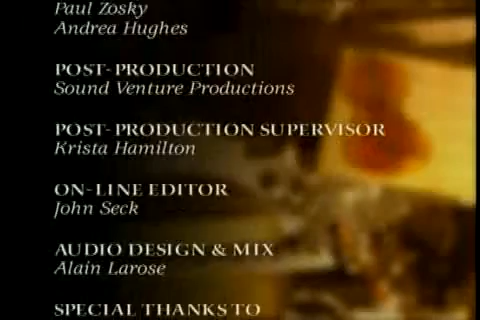 Paul Zosky
Andrea Hughes
POST-PRODUCTION
Sound Venture Productions
POST-PRODUCTION SUPERVISOR
Krista Hamilton
ON-LINE EDITOR
John Seck
AUDIO DESIGN & MIX
Alain Larose
SPECIAL THANKS TO